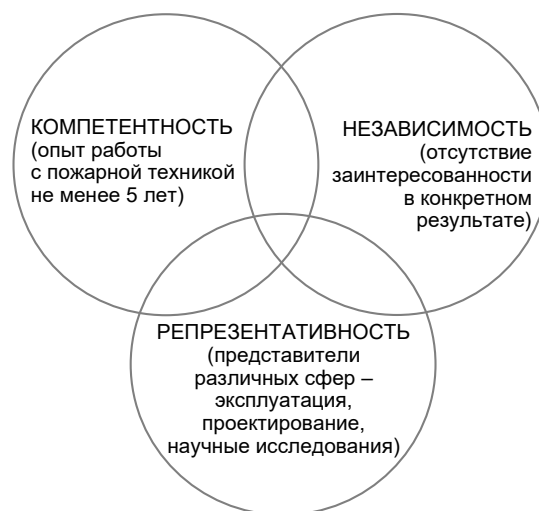 КОМПЕТЕНТНОСТЬ
(опыт работы
с пожарной техникой
не менее 5 лет)
НЕЗАВИСИМОСТЬ
(отсутствие
заинтересованности
в конкретном
результате)
РЕПРЕЗЕНТАТИВНОСТЬ
(представители
различных сфер –
эксплуатация,
проектирование,
научные исследования)